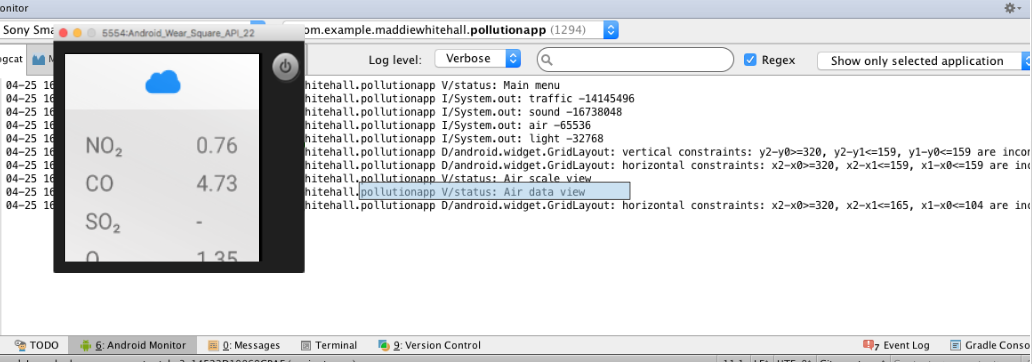 onitor
Sony Sma
5554:Android_Wear_Square_API_22
om.example.maddiewhitehall.pollutionapp (1294)
gcat
M
Log level: Verbose
Regex
Show only selected application
04-25 16
hitehall.pollutionapp V/status: Main menu
04-25 16
hitehall.pollutionapp I/System.out: traffic -14145496
04-25 16
hitehall.pollutionapp I/System.out: sound -16738048
04-25 16
hitehall.pollutionapp I/System.out: air -65536
04-25 16
hitehall.pollutionapp I/System.out: light -32768
04-25 16
hitehall.pollutionapp D/android.widget.GridLayout: vertical constraints: y2-y0>=320, y2-y1<=159, y1-y0<=159 are incon
04-25 16
hitehall.pollutionapp D/android.widget.GridLayout: horizontal constraints: x2-x0>=320, x2-x1<=159, x1-x0<=159 are inc
04-25 16
hitehall.pollutionapp V/status: Air scale view
04-25 16
hitehall.pollutionapp V/status: Air data view
04-25 16
hitehall.pollutionapp D/android.widget.GridLayout: horizontal constraints: x2-x0>=320, x2-x1<=165, x1-x0<=104 are inc
NO₂ 0.76
CO 4.73
SO₂ -
O 1.35
TODO
6: Android Monitor
0: Messages
Terminal
9: Version Control
7 Event Log
Gradle Conso